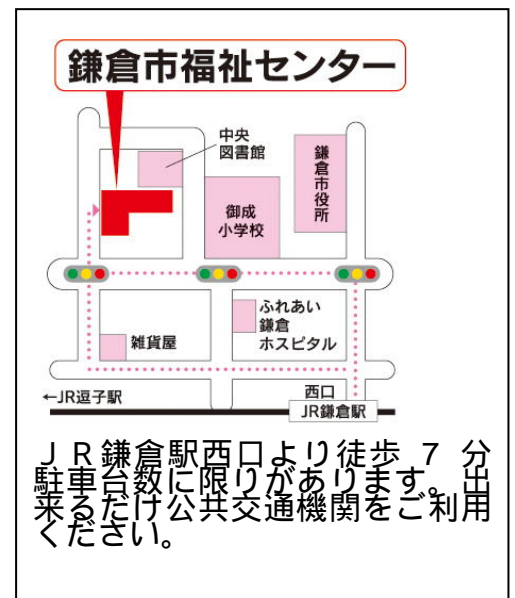 鎌倉市福祉センター
中央
図書館
鎌倉市役所
御成
小学校
ふれあい
鎌倉
ホスピタル
雑貨屋
←JR逗子駅
西口
JR鎌倉駅
ＪＲ鎌倉駅西口より徒歩 7 分
駐車台数に限りがあります。出
来るだけ公共交通機関をご利用
ください。